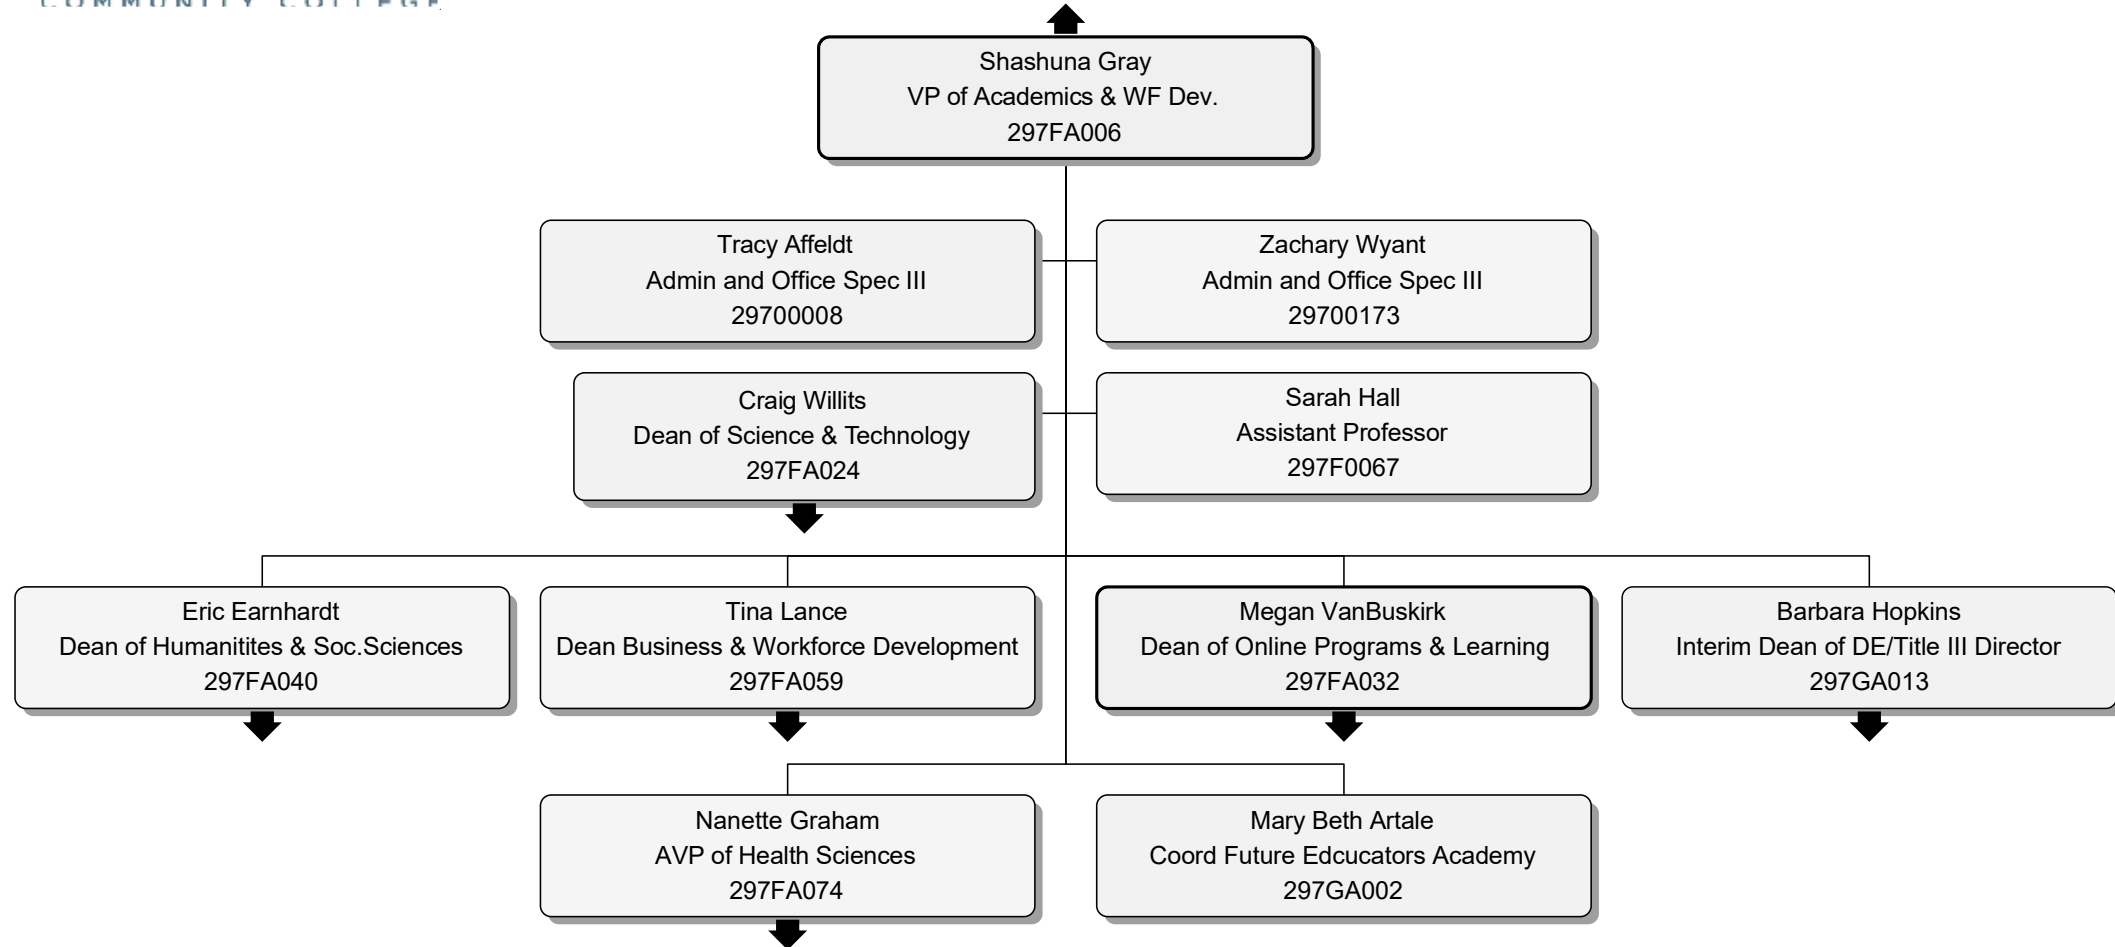 COMMUNITY COLLEGE
Shashuna Gray
VP of Academics & WF Dev.
297FA006
Tracy Affeldt
Admin and Office Spec III
29700008
Zachary Wyant
Admin and Office Spec III
29700173
Craig Willits
Dean of Science & Technology
297FA024
Sarah Hall
Assistant Professor
297F0067
Eric Earnhardt
Dean of Humanitites & Soc.Sciences
297FA040
Tina Lance
Dean Business & Workforce Development
297FA059
Megan VanBuskirk
Dean of Online Programs & Learning
297FA032
Barbara Hopkins
Interim Dean of DE/Title III Director
297GA013
Nanette Graham
AVP of Health Sciences
297FA074
Mary Beth Artale
Coord Future Edcucators Academy
297GA002